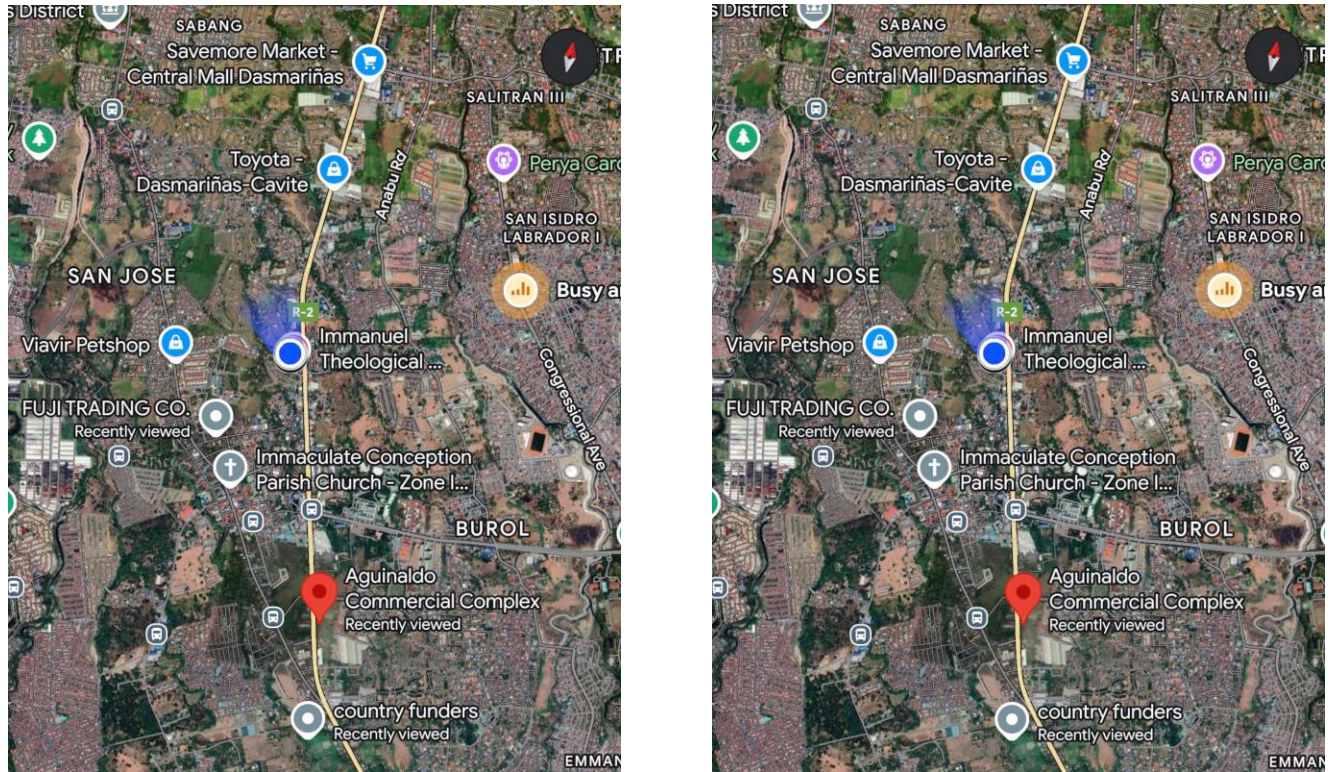 s District
SABANG
Savemore Market -
Central Mall Dasmariñas
SALITRAN III
Toyota -
Dasmariñas-Cavite
Anabu Rd
Perya Carc
SAN ISIDRO
LABRADOR I
SAN JOSE
Busy a
R-2
Viavir Petshop
Immanuel
Theological ...
Congressional Ave
FUJI TRADING CO.
Recently viewed
Immaculate Conception
Parish Church - Zone I...
BUROL
Aguinaldo
Commercial Complex
Recently viewed
country funders
Recently viewed
EMMAN
s District
SABANG
Savemore Market -
Central Mall Dasmariñas
SALITRAN III
Toyota -
Dasmariñas-Cavite
Anabu Rd
Perya Carc
SAN ISIDRO
LABRADOR I
SAN JOSE
Busy a
R-2
Viavir Petshop
Immanuel
Theological ...
Congressional Ave
FUJI TRADING CO.
Recently viewed
Immaculate Conception
Parish Church - Zone I...
BUROL
Aguinaldo
Commercial Complex
Recently viewed
country funders
Recently viewed
EMMAN